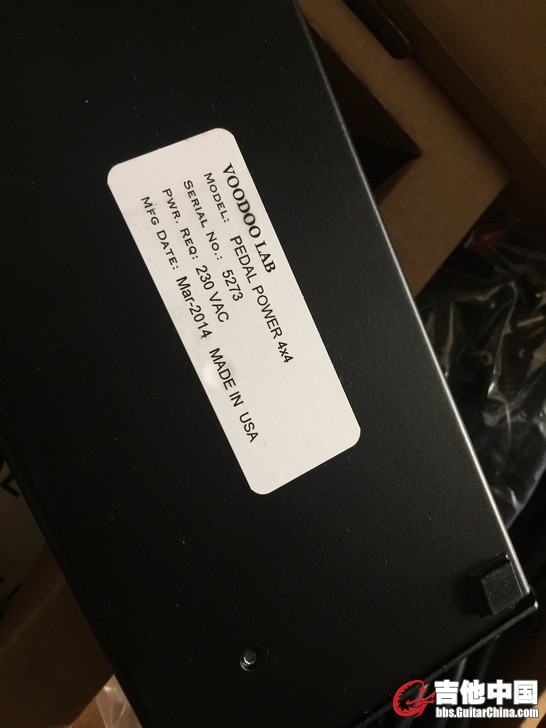 VOODOO LAB
MODEL: PEDAL POWER 4x4
SERIAL NO.: 5273
PWR. REQ: 230 VAC
MFG DATE: Mar-2014 MADE IN USA
吉他中国
bbs.GuitarChina.com